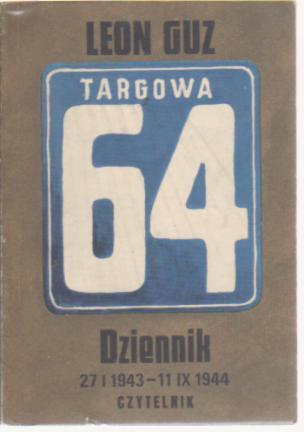 LEON GUZ
TARGOWA
64
Dziennik
27 I 1943–11 IX 1944
CZYTELNIK